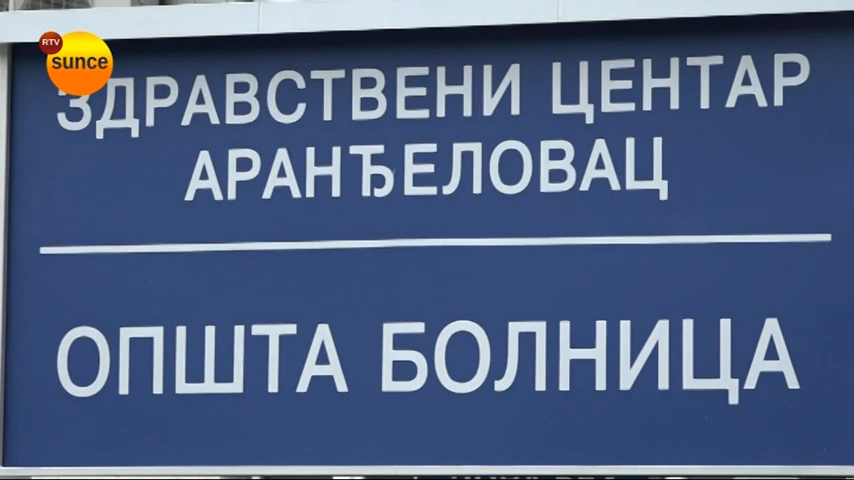 RTV
sunce
ЗДРАВСТВЕНИ ЦЕНТАР
АРАНЂЕЛОВАЦ
ОПШТА БОЛНИЦА